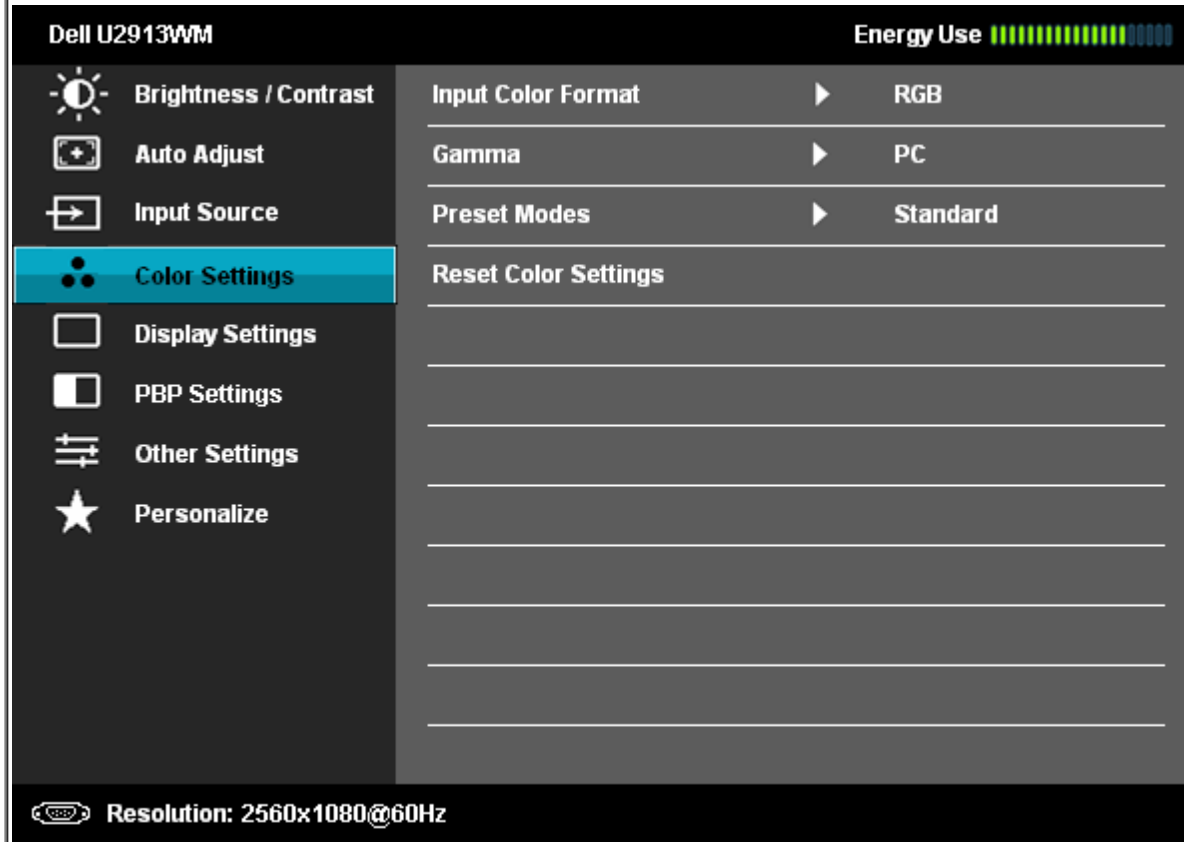 Dell U2913WM Energy Use
Brightness / Contrast Input Color Format RGB
Auto Adjust Gamma PC
Input Source Preset Modes Standard
Color Settings Reset Color Settings
Display Settings
PBP Settings
Other Settings
Personalize
Resolution: 2560x1080@60Hz